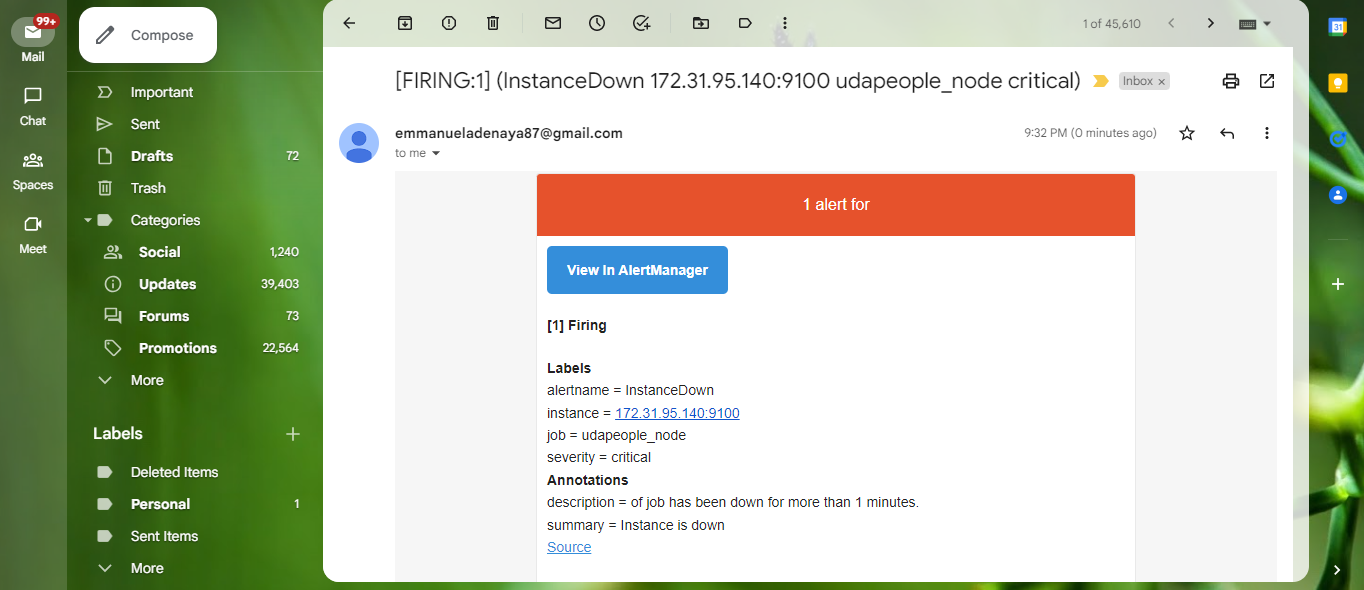 99+
Mail
Chat
Spaces
Meet
Compose
Important
Sent
Drafts 72
Trash
Categories
Social 1,240
Updates 39,403
Forums 73
Promotions 22,564
More
Labels
Deleted Items
Personal 1
Sent Items
More
1 of 45,610
[FIRING:1] (InstanceDown 172.31.95.140:9100 udapeople_node critical)
Inbox ×
emmanueladenaya87@gmail.com
9:32 PM (0 minutes ago)
to me
1 alert for
View In AlertManager
[1] Firing
Labels
alertname = InstanceDown
instance = 172.31.95.140:9100
job = udapeople_node
severity = critical
Annotations
description = of job has been down for more than 1 minutes.
summary = Instance is down
Source
31